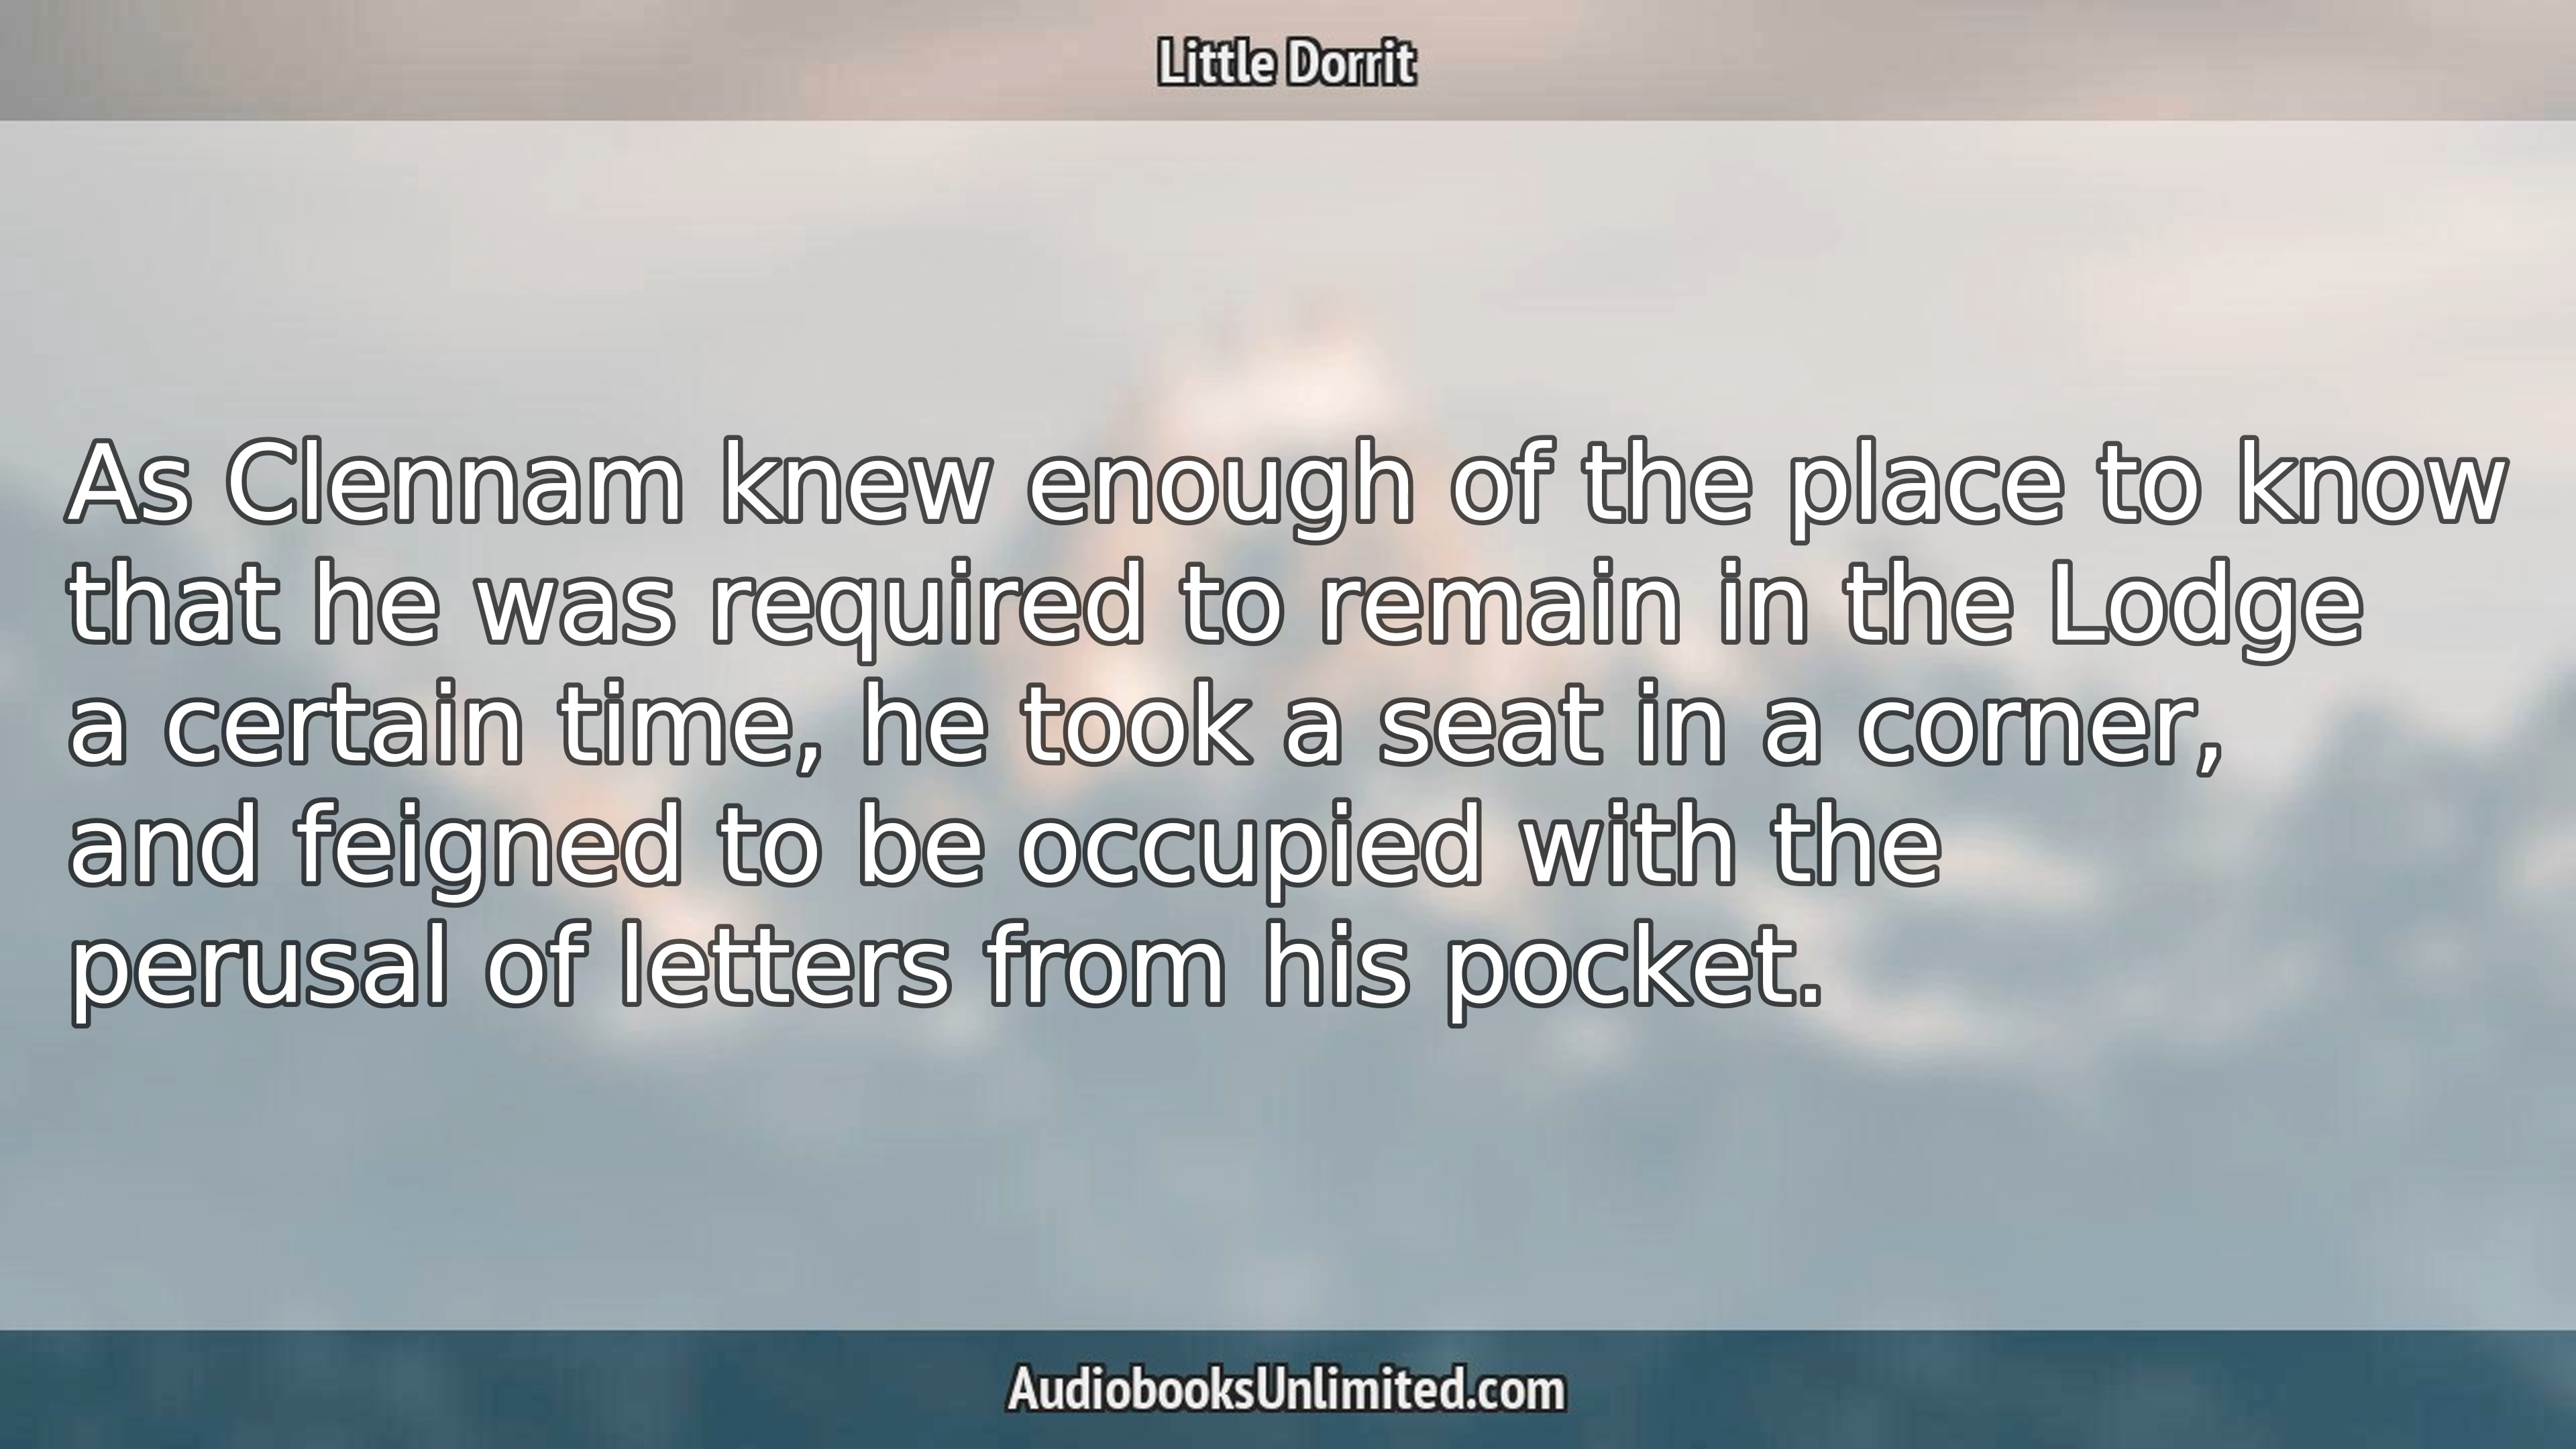 Little Dorrit
As Clennam knew enough of the place to know
that he was required to remain in the Lodge
a certain time, he took a seat in a corner,
and feigned to be occupied with the
perusal of letters from his pocket.
AudiobooksUnlimited.com